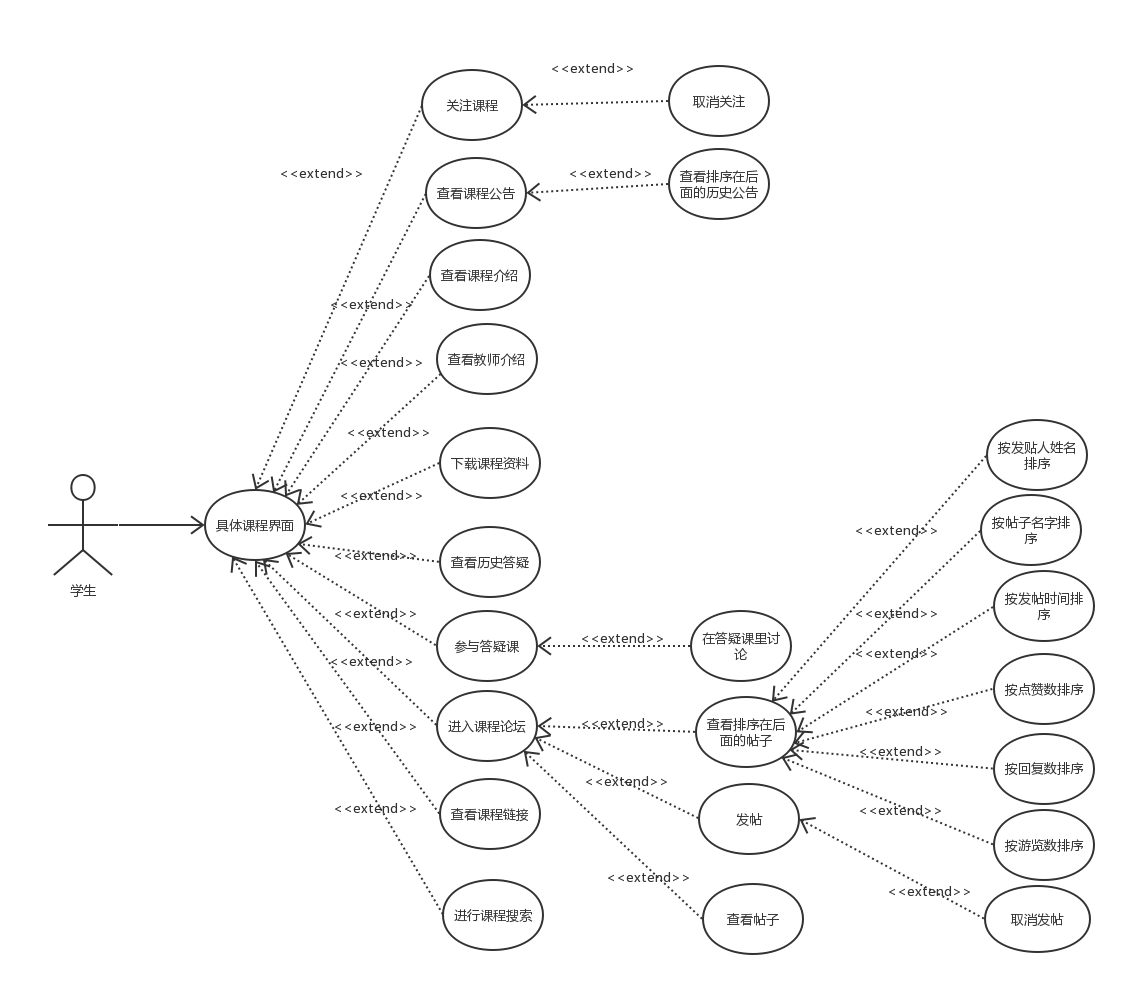 <<extend>>
关注课程
取消关注
<<extend>>
<<extend>>
查看课程公告
查看排序在后
面的历史公告
查看课程介绍
<<extend>>
查看教师介绍
<<extend>>
<<extend>>
下载课程资料
<<extend>>
按发贴人姓名
排序
具体课程界面
学生
<<extend>>
查看历史答疑
<<extend>>
按帖子名字排
序
<<extend>>
参与答疑课
<<extend>>
在答疑课里讨
论
<<extend>>
按发帖时间排
序
<<extend>>
<<extend>>
按点赞数排序
<<extend>>
<<extend>>
进入课程论坛
<<extend>>
查看排序在后
面的帖子
<<extend>>
按回复数排序
<<extend>>
查看课程链接
<<extend>>
发帖
<<extend>>
按游览数排序
进行课程搜索
<<extend>>
查看帖子
<<extend>>
取消发帖